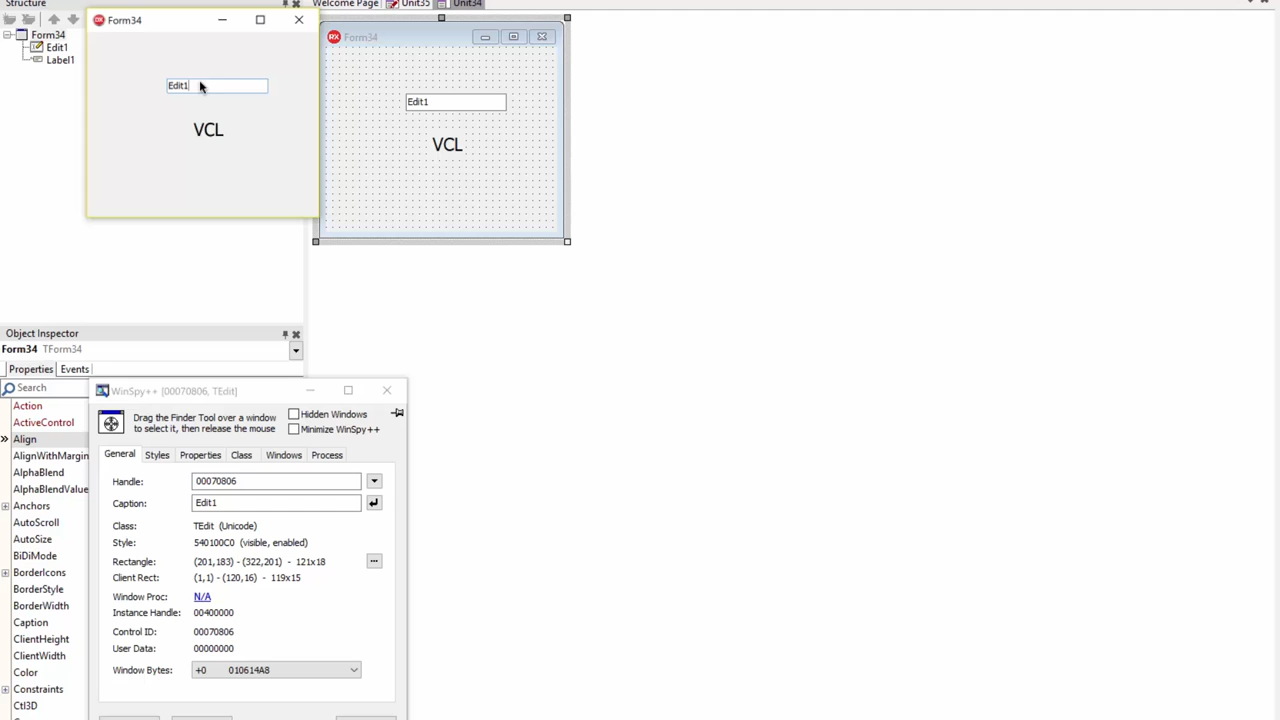 Structure
Form34
Edit1
Label1
Form34
Edit1
VCL
Welcome Page
Unit35
Unit34
Form34
Edit1
VCL
Object Inspector
Form34 TForm34
Properties Events
Search
Action
ActiveControl
Align
AlignWithMargin
AlphaBlend
AlphaBlendValue
Anchors
AutoScroll
AutoSize
BiDiMode
BorderIcons
BorderStyle
BorderWidth
Caption
ClientHeight
ClientWidth
Color
Constraints
Ctl3D
WinSpy++ [00070806, TEdit]
Drag the Finder Tool over a window
to select it, then release the mouse
Hidden Windows
Minimize WinSpy++
General Styles Properties Class Windows Process
Handle: 00070806
Caption: Edit1
Class: TEdit (Unicode)
Style: 540100C0 (visible, enabled)
Rectangle: (201,183) - (322,201) - 121x18
Client Rect: (1,1) - (120,16) - 119x15
Window Proc: N/A
Instance Handle: 00400000
Control ID: 00070806
User Data: 00000000
Window Bytes: +0 010614A8